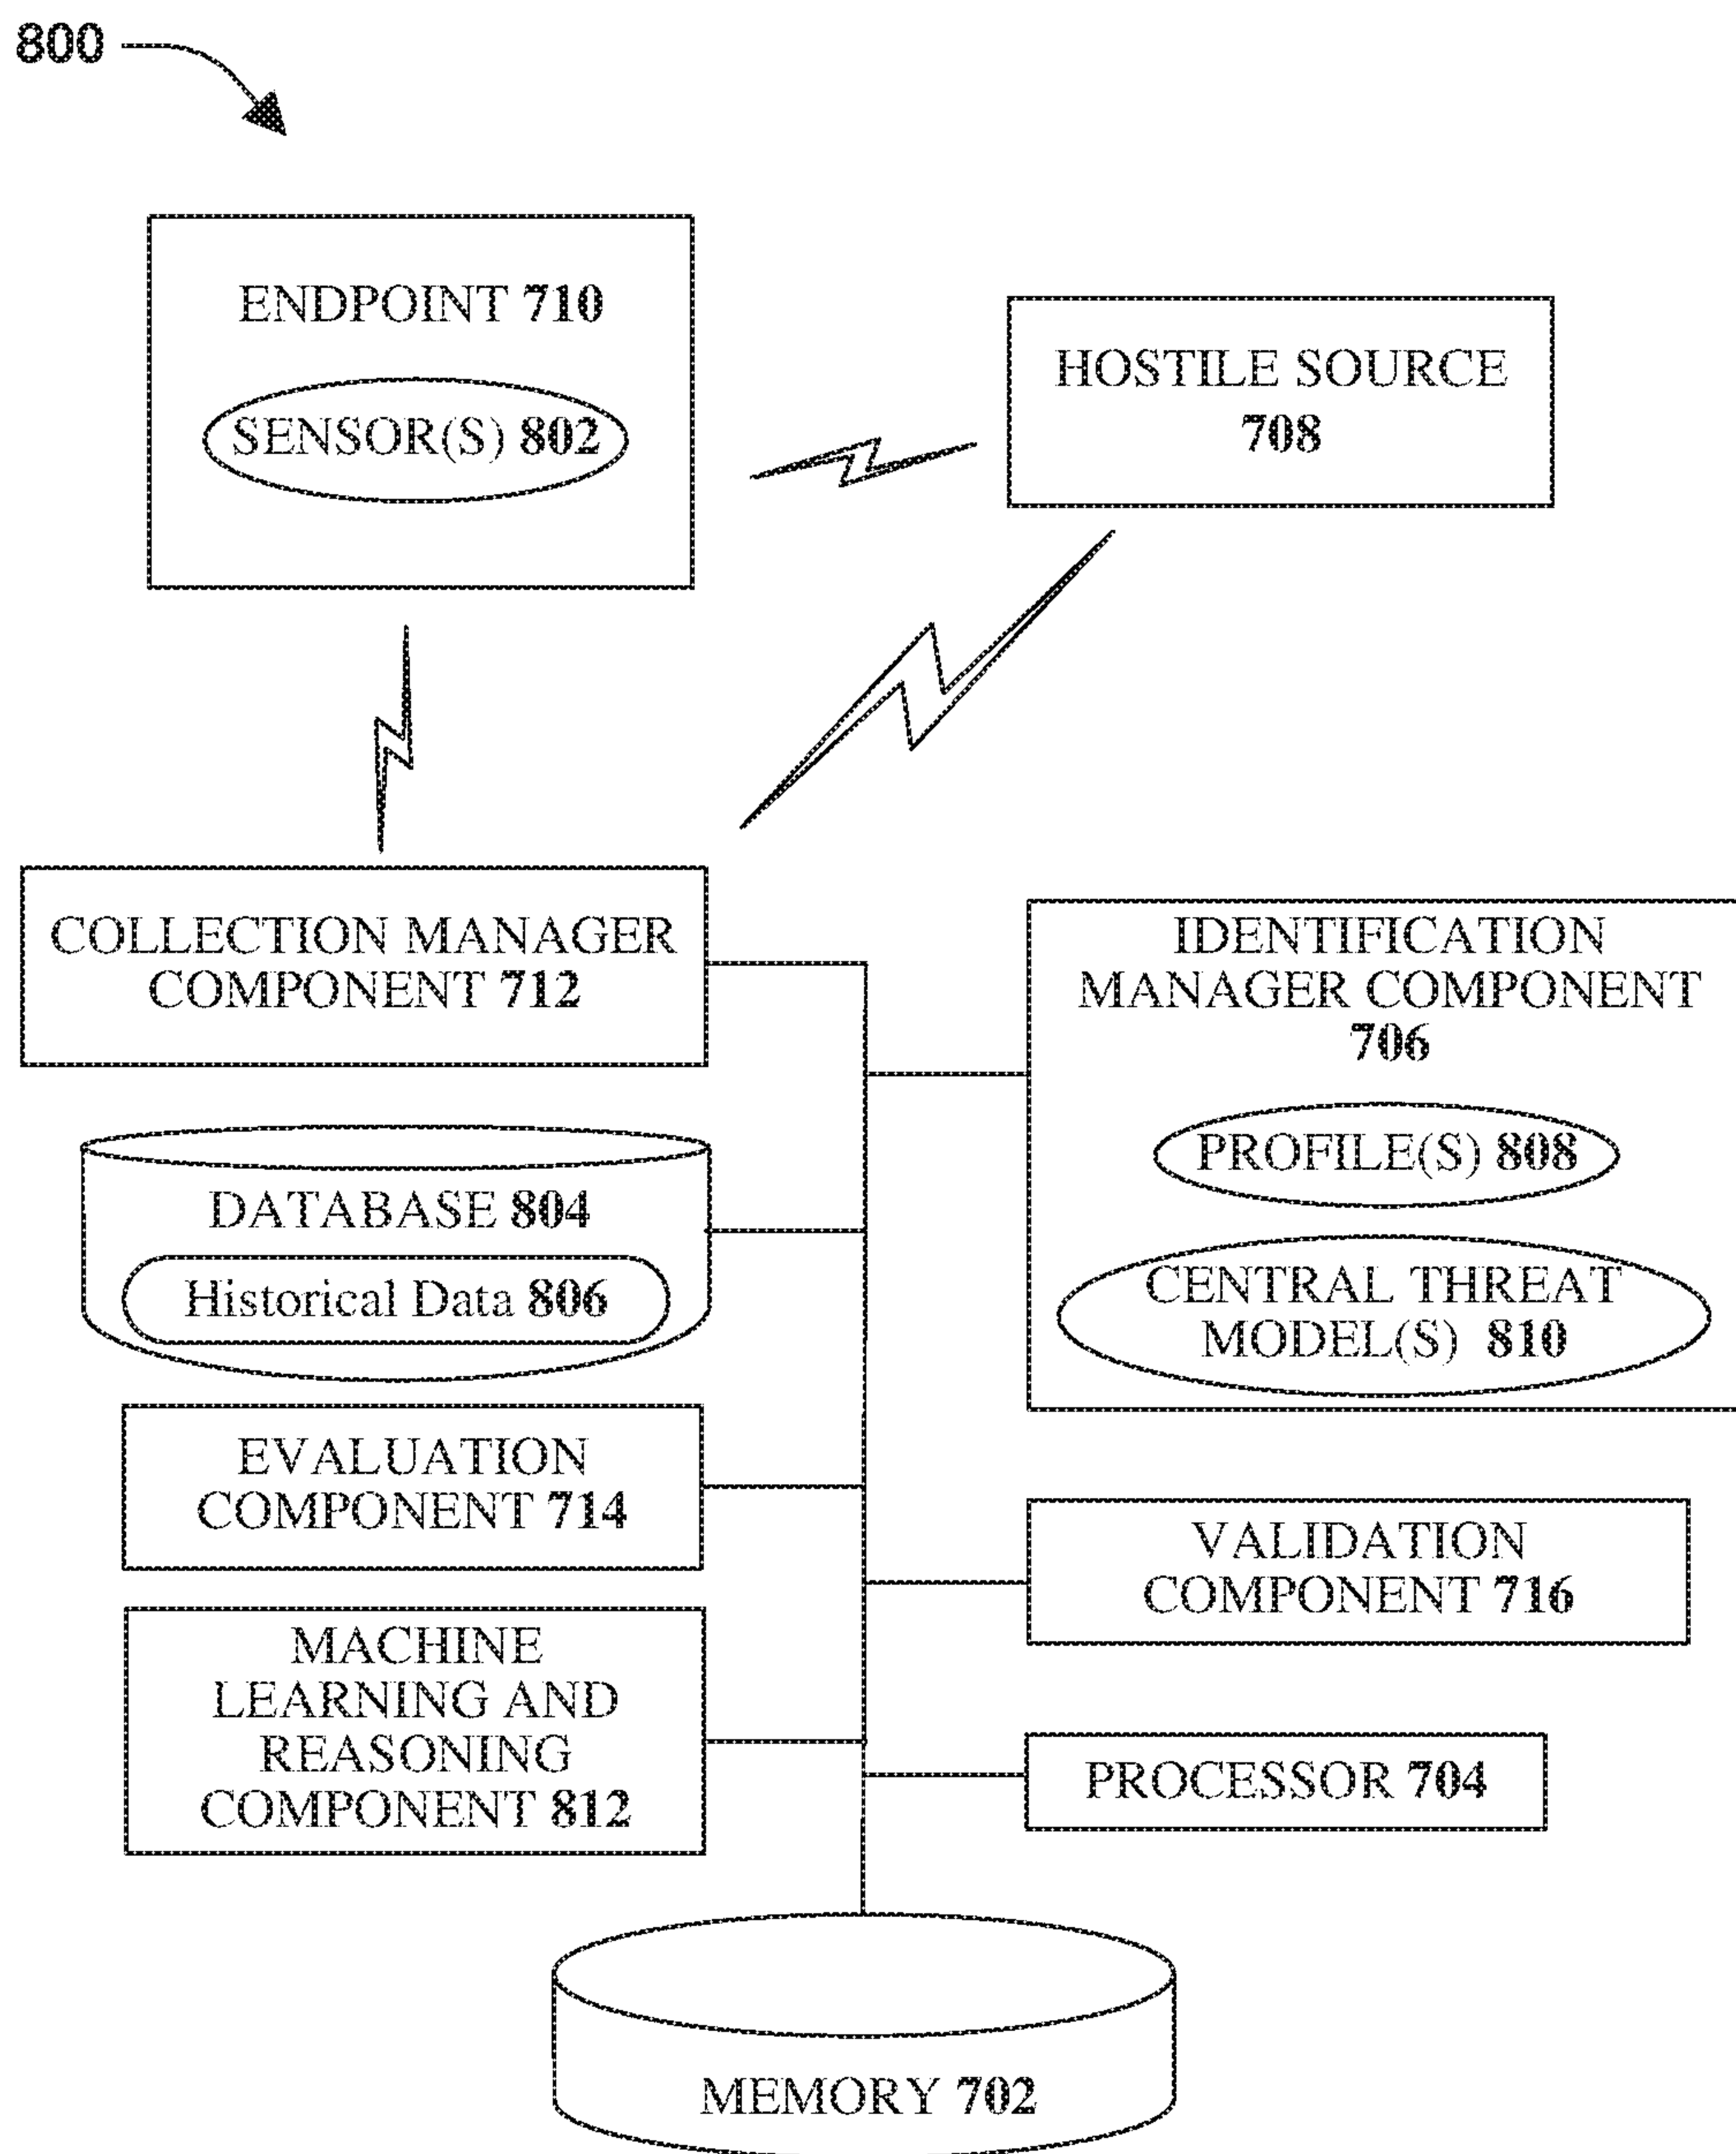 800
ENDPOINT 710
SENSOR(S) 802
HOSTILE SOURCE
708
COLLECTION MANAGER
COMPONENT 712
IDENTIFICATION
MANAGER COMPONENT
706
PROFILE(S) 808
CENTRAL THREAT
MODEL(S) 810
DATABASE 804
Historical Data 806
EVALUATION
COMPONENT 714
VALIDATION
COMPONENT 716
MACHINE
LEARNING AND
REASONING
COMPONENT 812
PROCESSOR 704
MEMORY 702